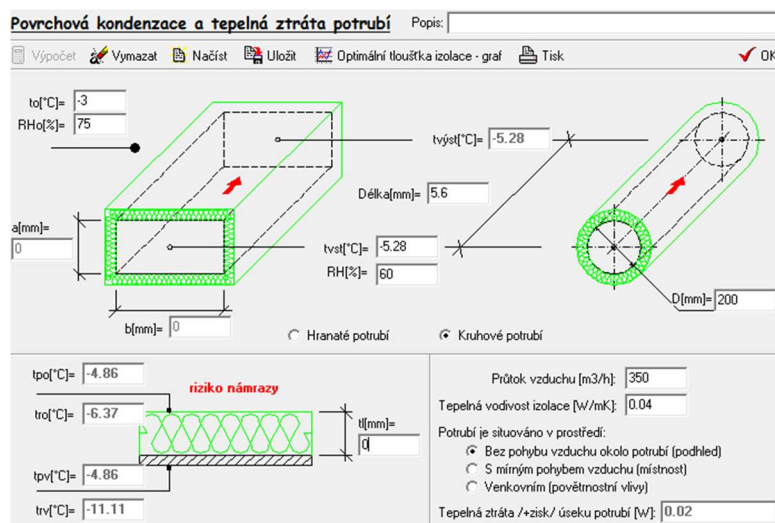 Povrchová kondenzace a tepelná ztráta potrubí Popis:
Výpočet Vymazat Načíst Uložit Optimální tloušťka izolace - graf Tisk OK
to[°C]= -3
RHo[%]= 75
tvýst[°C]= -5.28
Délka[mm]= 5.6
a[mm]=
0
tvst[°C]= -5.28
RH[%]= 60
D[mm]= 200
b[mm]= 0
Hranaté potrubí Kruhové potrubí
tpo[°C]= -4.86
riziko námrazy
tro[°C]= -6.37
tl[mm]=
0
tpv[°C]= -4.86
trv[°C]= -11.11
Průtok vzduchu [m3/h]: 350
Tepelná vodivost izolace [W/mK]: 0.04
Potrubí je situováno v prostředí:
Bez pohybu vzduchu okolo potrubí (podhled)
S mírným pohybem vzduchu (místnost)
Venkovním (povětrnostní vlivy)
Tepelná ztráta /+zisk/ úseku potrubí [W]: 0.02